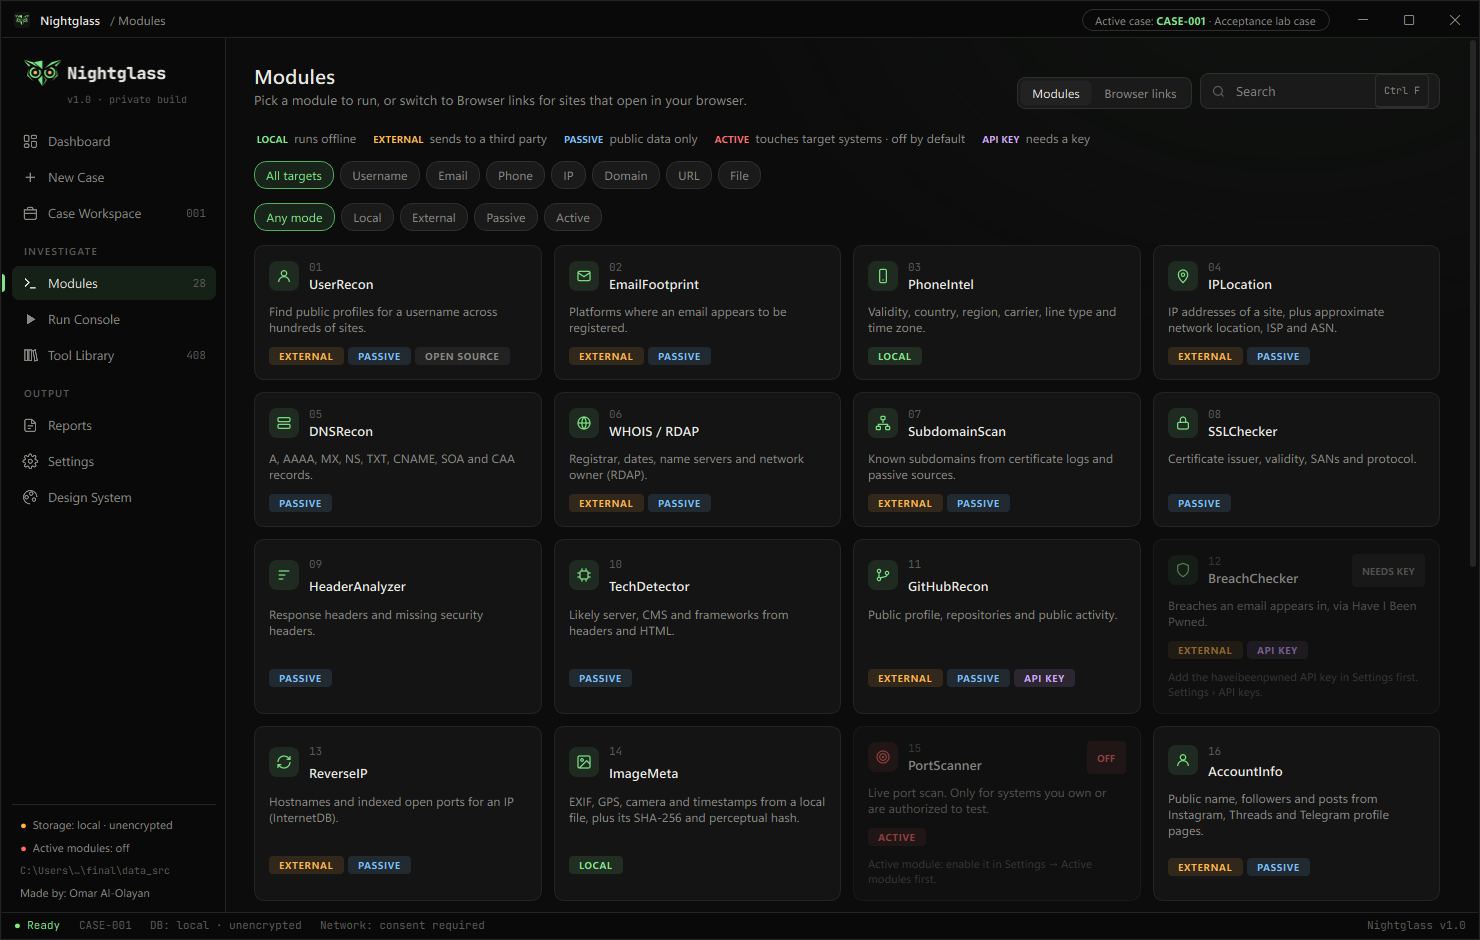 Nightglass / Modules
Active case: CASE-001 · Acceptance lab case
Nightglass
v1.0 · private build
Dashboard
New Case
Case Workspace 001
INVESTIGATE
Modules 28
Run Console
Tool Library 408
OUTPUT
Reports
Settings
Design System
Storage: local · unencrypted
Active modules: off
C:\Users\…\final\data_src
Made by: Omar Al-Olayan
Modules
Pick a module to run, or switch to Browser links for sites that open in your browser.
Modules Browser links
Search Ctrl F
LOCAL runs offline EXTERNAL sends to a third party PASSIVE public data only ACTIVE touches target systems · off by default API KEY needs a key
All targets Username Email Phone IP Domain URL File
Any mode Local External Passive Active
01
UserRecon
Find public profiles for a username across
hundreds of sites.
EXTERNAL PASSIVE OPEN SOURCE
02
EmailFootprint
Platforms where an email appears to be
registered.
EXTERNAL PASSIVE
03
PhoneIntel
Validity, country, region, carrier, line type and
time zone.
LOCAL
04
IPLocation
IP addresses of a site, plus approximate
network location, ISP and ASN.
EXTERNAL PASSIVE
05
DNSRecon
A, AAAA, MX, NS, TXT, CNAME, SOA and CAA
records.
PASSIVE
06
WHOIS / RDAP
Registrar, dates, name servers and network
owner (RDAP).
EXTERNAL PASSIVE
07
SubdomainScan
Known subdomains from certificate logs and
passive sources.
EXTERNAL PASSIVE
08
SSLChecker
Certificate issuer, validity, SANs and protocol.
PASSIVE
09
HeaderAnalyzer
Response headers and missing security
headers.
PASSIVE
10
TechDetector
Likely server, CMS and frameworks from
headers and HTML.
PASSIVE
11
GitHubRecon
Public profile, repositories and public activity.
EXTERNAL PASSIVE API KEY
12
BreachChecker
NEEDS KEY
Breaches an email appears in, via Have I Been
Pwned.
EXTERNAL API KEY
Add the haveibeenpwned API key in Settings first.
Settings › API keys.
13
ReverseIP
Hostnames and indexed open ports for an IP
(InternetDB).
EXTERNAL PASSIVE
14
ImageMeta
EXIF, GPS, camera and timestamps from a local
file, plus its SHA-256 and perceptual hash.
LOCAL
15
PortScanner
OFF
Live port scan. Only for systems you own or
are authorized to test.
ACTIVE
Active module: enable it in Settings → Active
modules first.
16
AccountInfo
Public name, followers and posts from
Instagram, Threads and Telegram profile
pages.
EXTERNAL PASSIVE
Ready CASE-001 DB: local · unencrypted Network: consent required
Nightglass v1.0